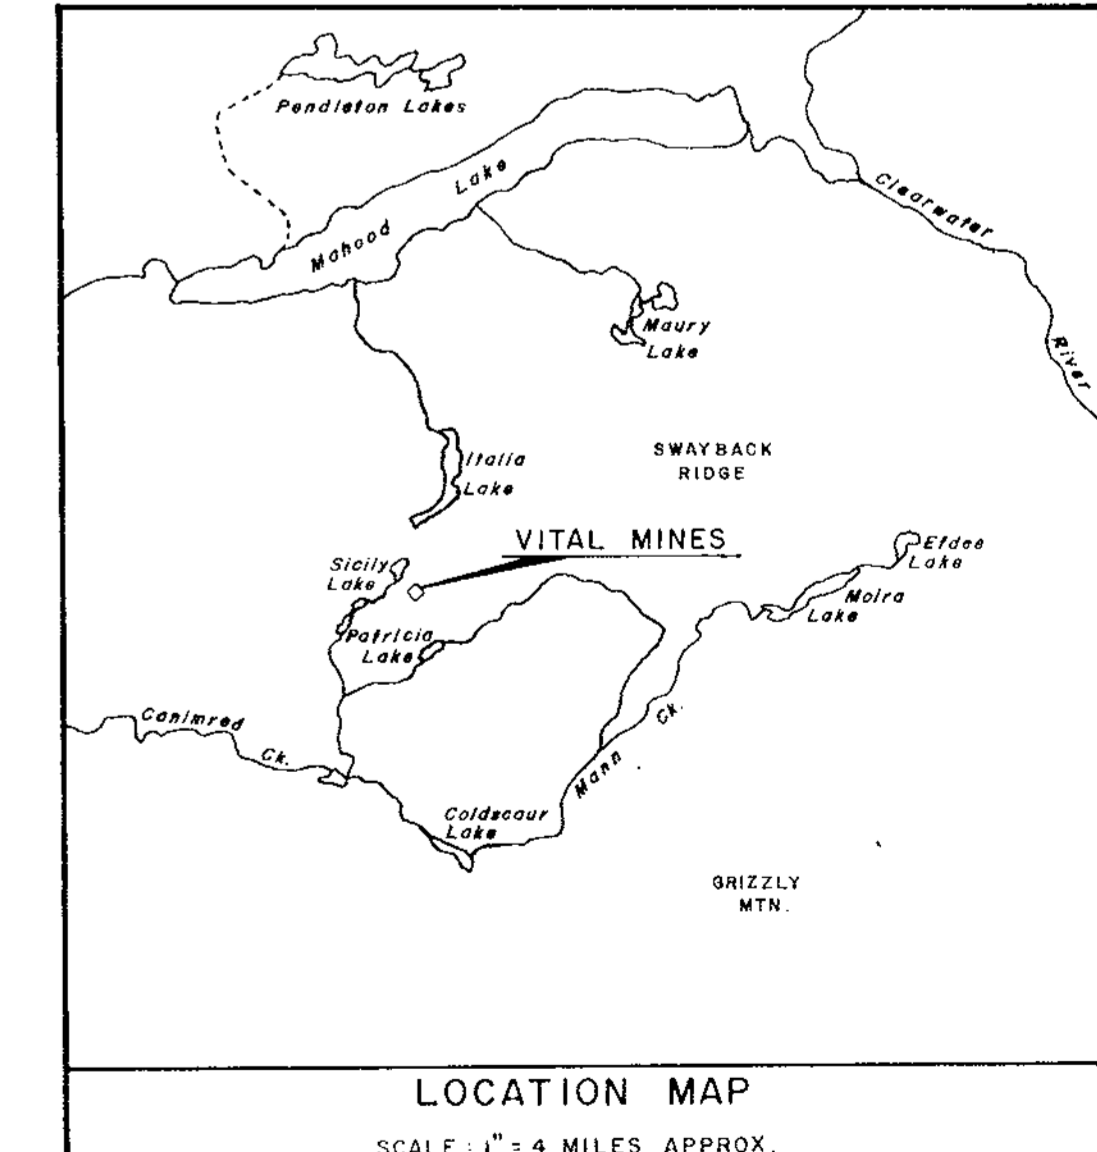 Pendleton Lakes
Clearwater
River
Mahood Lake
Maury
Lake
Italia
Lake
SWAYBACK
RIDGE
VITAL MINES
Sicily
Lake
Efdee
Lake
Moira
Lake
Patricia
Lake
Canimred
Ck.
Mann Ck.
Coldscaur
Lake
GRIZZLY
MTN.
LOCATION MAP
SCALE : 1" = 4 MILES APPROX.